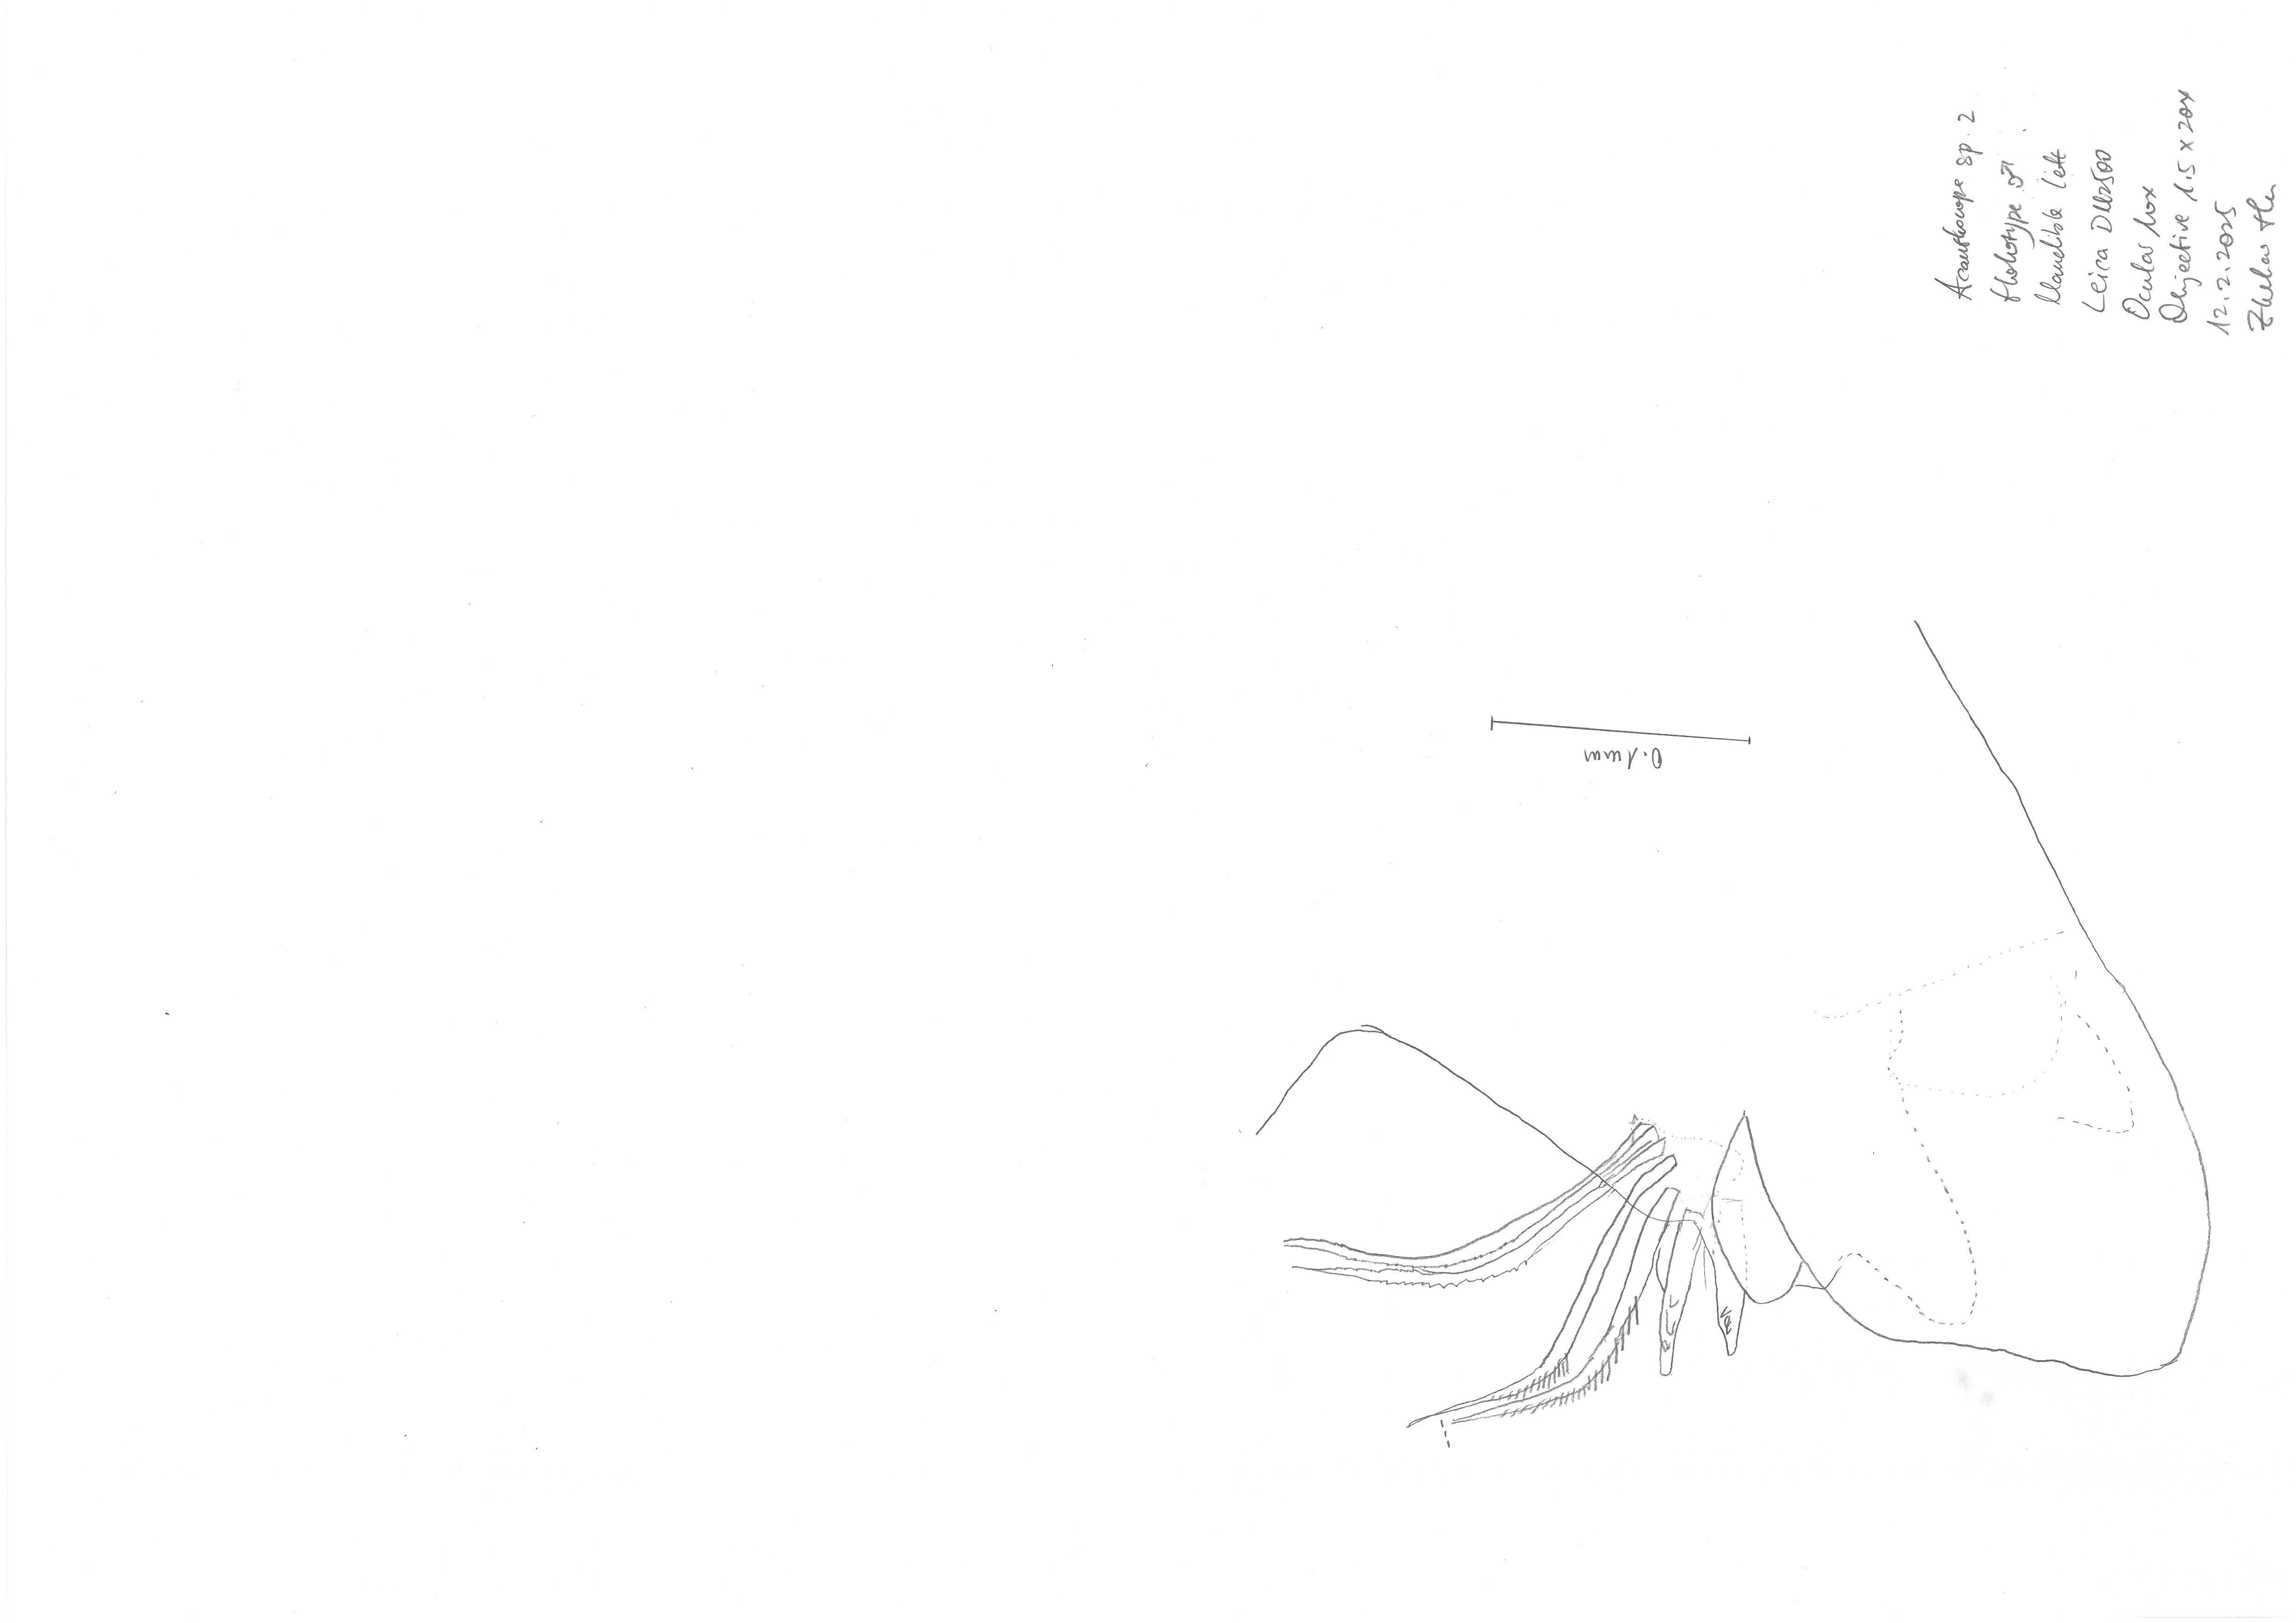 0.1mm
Acanthocope sp. 2
Holotype ♂
Mandible left
Leica DM2500
Ocular 10x
Objective 1.5 x 20x
12.2.2025